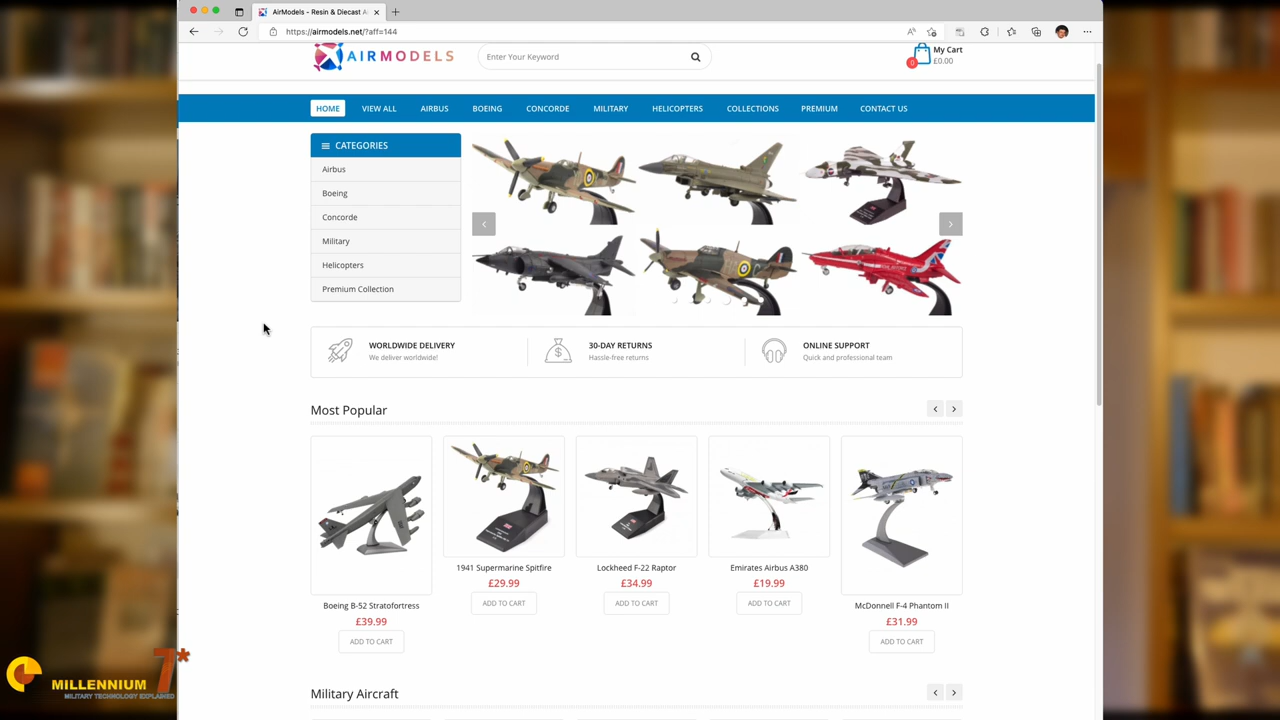 AirModels - Resin & Diecast A
https://airmodels.net/?aff=144
AIRMODELS
Enter Your Keyword
My Cart
0
£0.00
HOME VIEW ALL AIRBUS BOEING CONCORDE MILITARY HELICOPTERS COLLECTIONS PREMIUM CONTACT US
CATEGORIES
Airbus
Boeing
Concorde
Military
Helicopters
Premium Collection
WORLDWIDE DELIVERY
We deliver worldwide!
30-DAY RETURNS
Hassle-free returns
ONLINE SUPPORT
Quick and professional team
Most Popular
Boeing B-52 Stratofortress
£39.99
ADD TO CART
1941 Supermarine Spitfire
£29.99
ADD TO CART
Lockheed F-22 Raptor
£34.99
ADD TO CART
Emirates Airbus A380
£19.99
ADD TO CART
McDonnell F-4 Phantom II
£31.99
ADD TO CART
Military Aircraft
MILLENNIUM 7*
MILITARY TECHNOLOGY EXPLAINED